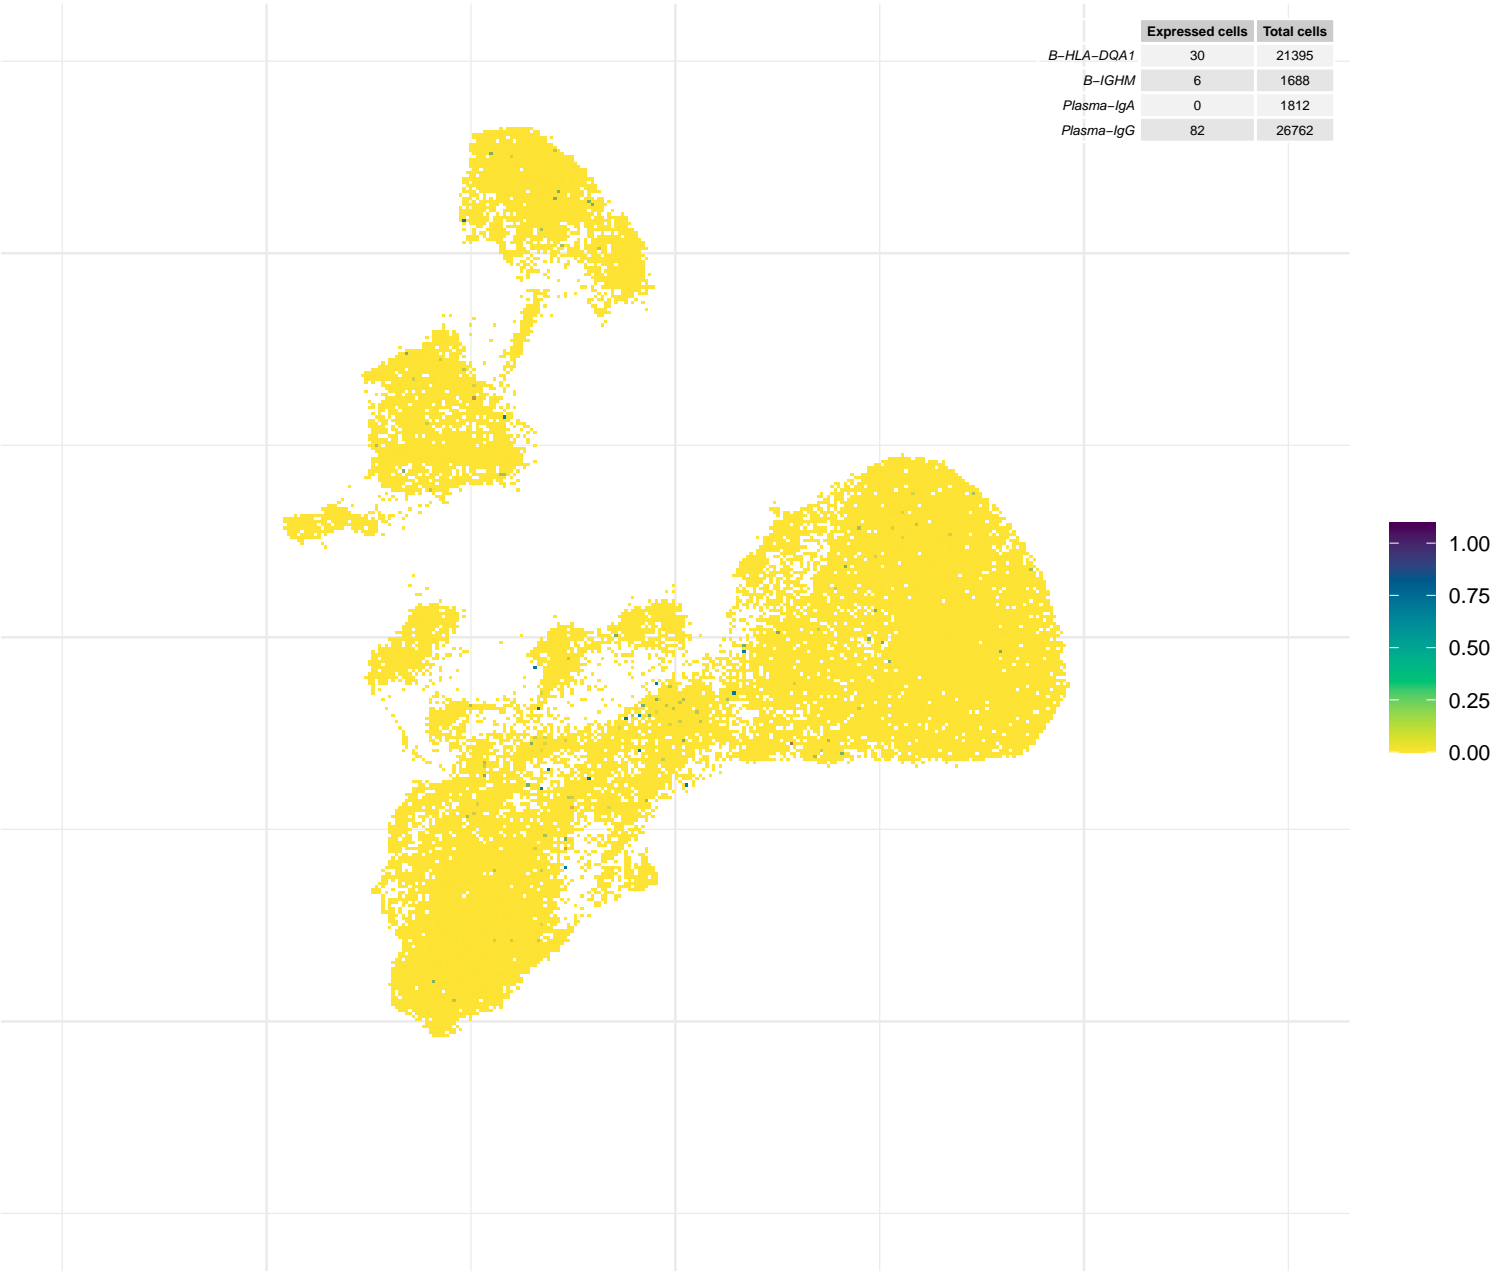 Expressed cells Total cells
B−HLA−DQA1 30 21395
B−IGHM 6 1688
Plasma−IgA 0 1812
Plasma−IgG 82 26762
1.00
0.75
0.50
0.25
0.00